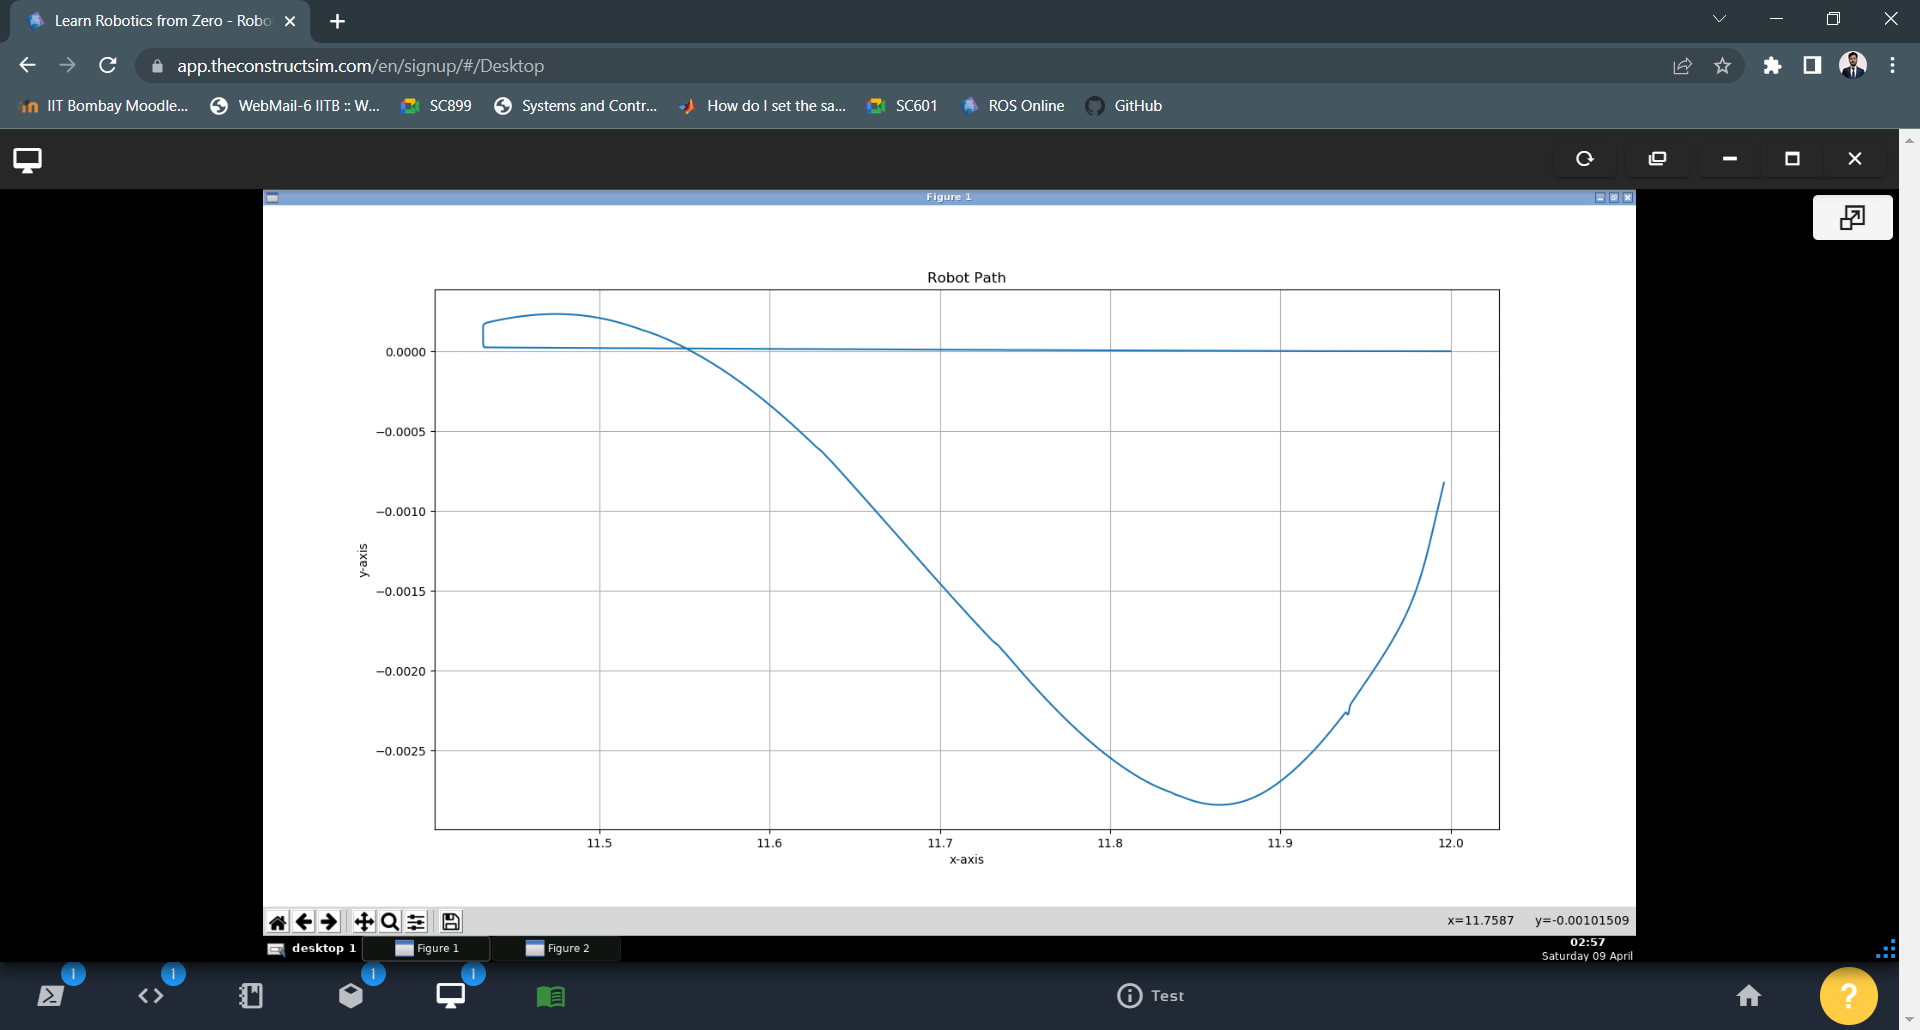 Learn Robotics from Zero - Robo
app.theconstructsim.com/en/signup/#/Desktop
IIT Bombay Moodle... WebMail-6 IITB :: W... SC899 Systems and Contr... How do I set the sa... SC601 ROS Online GitHub
Figure 1
Robot Path
0.0000
−0.0005
−0.0010
−0.0015
−0.0020
−0.0025
y-axis
11.5 11.6 11.7 11.8 11.9 12.0
x-axis
x=11.7587 y=-0.00101509
desktop 1 Figure 1 Figure 2 02:57
Saturday 09 April
1 1 1 1
Test ?